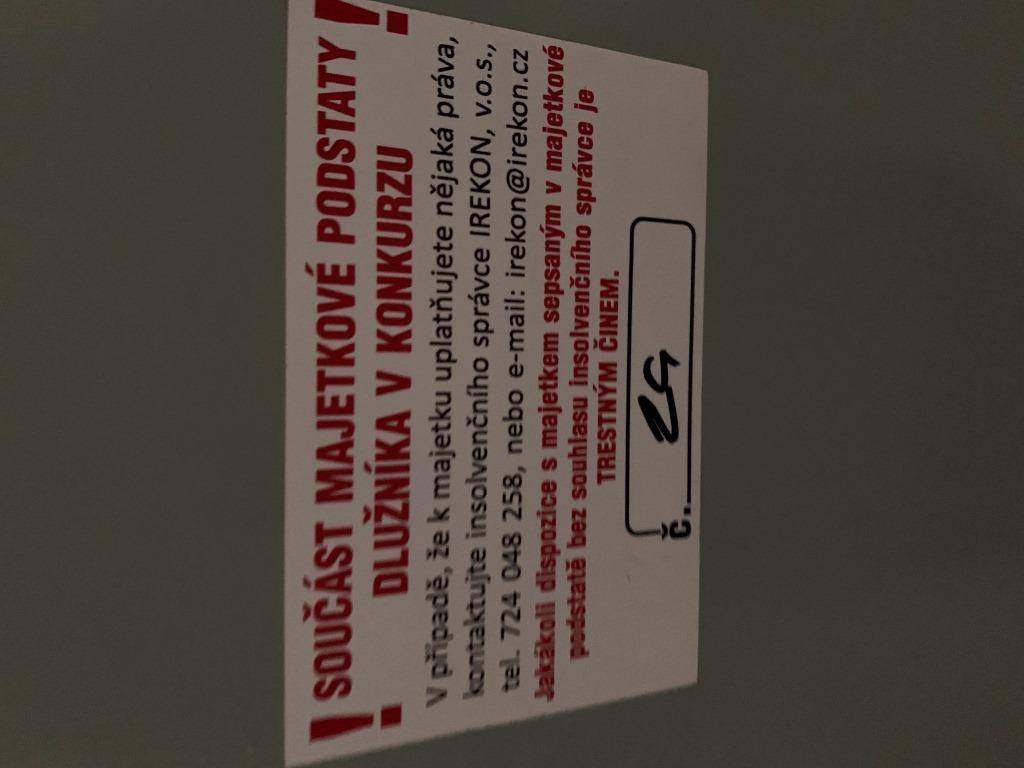 ! SOUČÁST MAJETKOVÉ PODSTATY !
DLUŽNÍKA V KONKURZU
V případě, že k majetku uplatňujete nějaká práva,
kontaktujte insolvenčního správce IREKON, v.o.s.,
tel. 724 048 258, nebo e-mail: irekon@irekon.cz
Jakákoli dispozice s majetkem sepsaným v majetkové
podstatě bez souhlasu insolvenčního správce je
TRESTNÝM ČINEM.
č.: